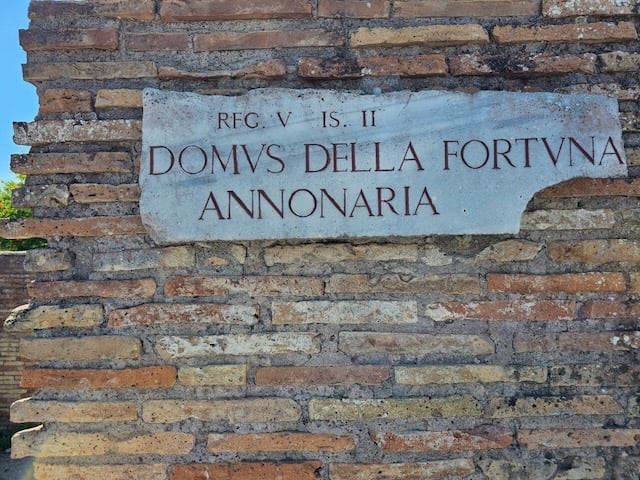 REG. V IS. II
DOMVS DELLA FORTVNA
ANNONARIA